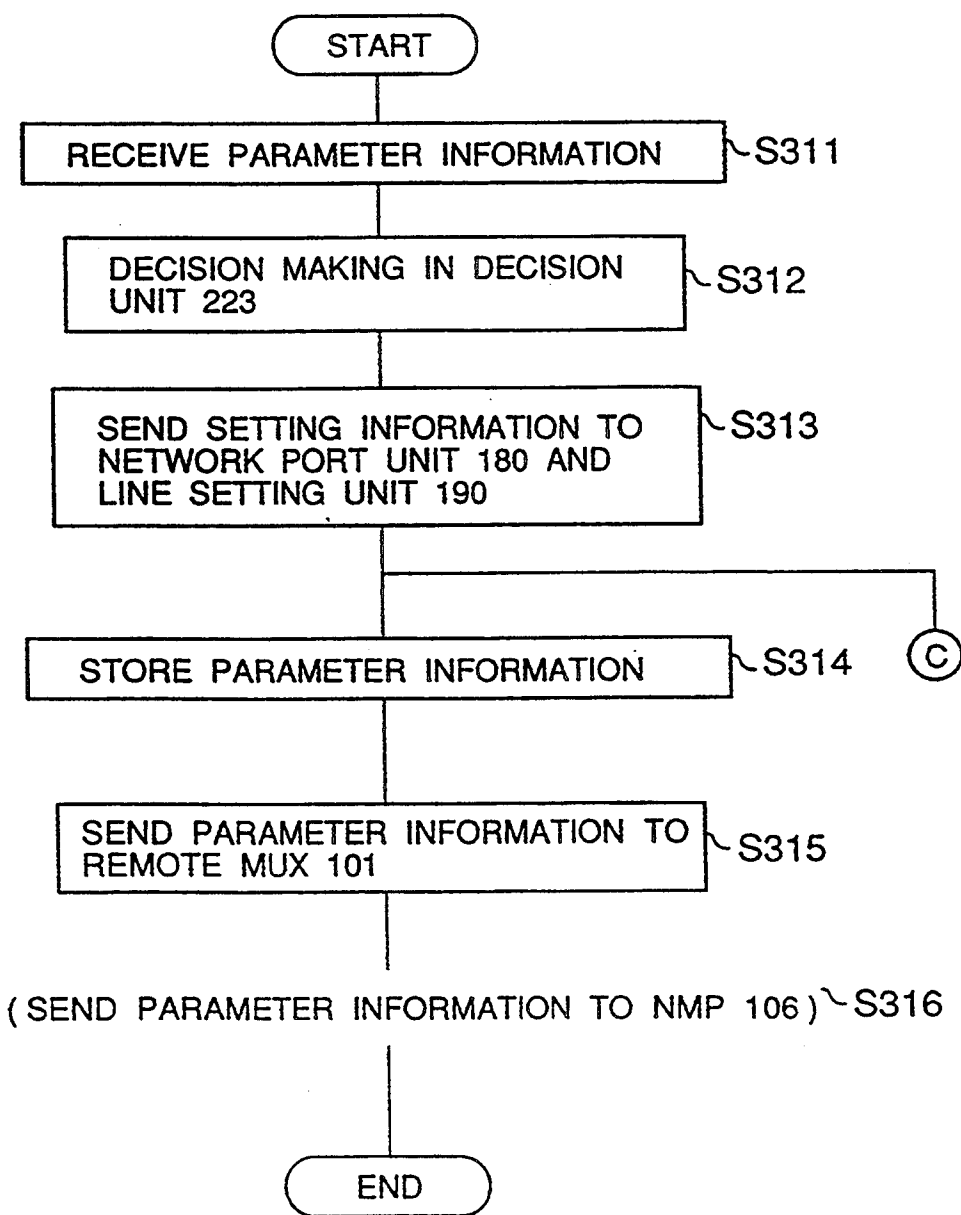 START
RECEIVE PARAMETER INFORMATION
S311
DECISION MAKING IN DECISION
UNIT 223
S312
SEND SETTING INFORMATION TO
NETWORK PORT UNIT 180 AND
LINE SETTING UNIT 190
S313
C
STORE PARAMETER INFORMATION
S314
SEND PARAMETER INFORMATION TO
REMOTE MUX 101
S315
(SEND PARAMETER INFORMATION TO NMP 106)
S316
END